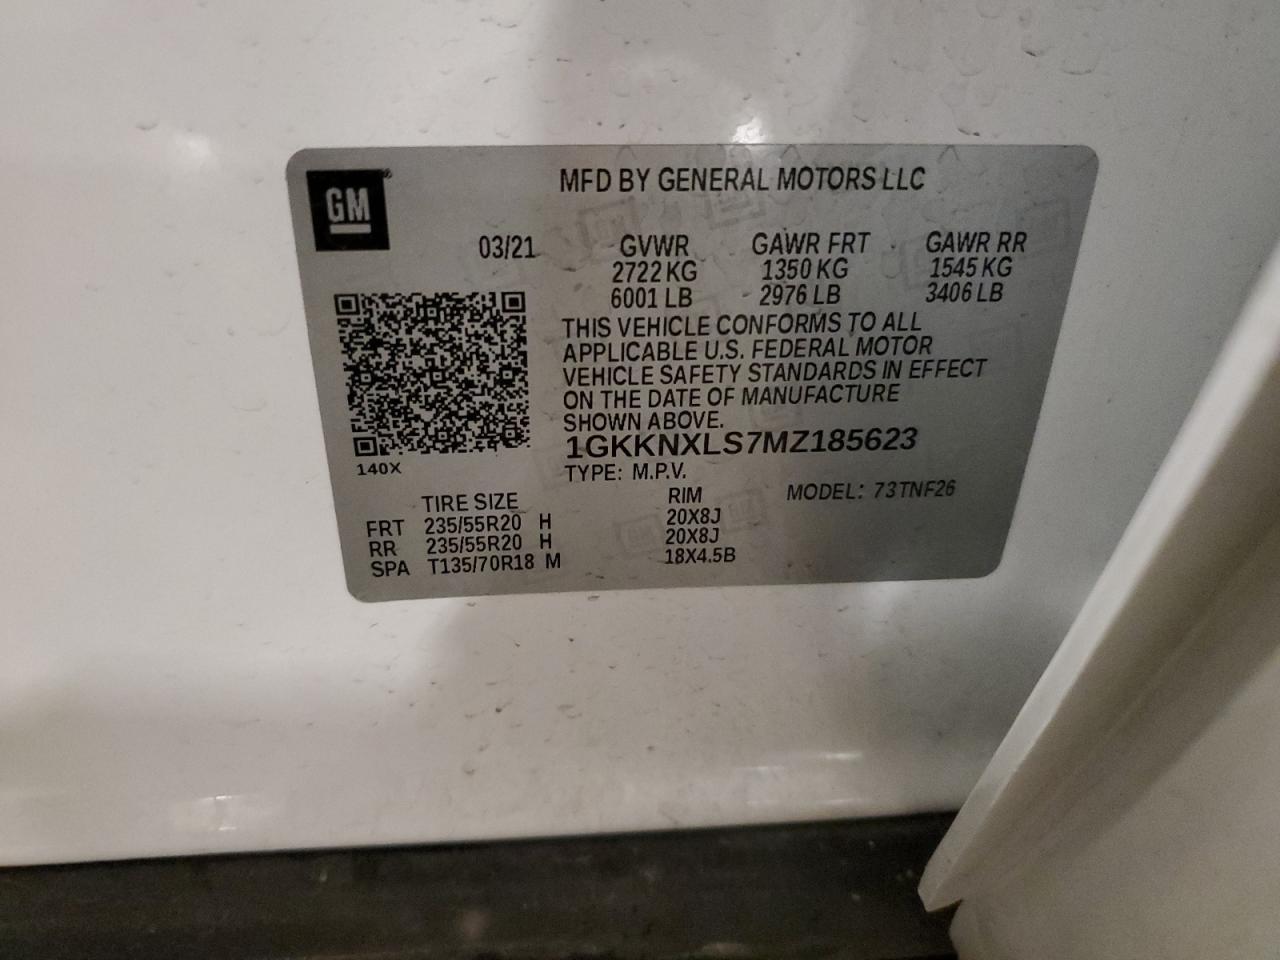 GM
MFD BY GENERAL MOTORS LLC
03/21 GVWR GAWR FRT GAWR RR
2722 KG 1350 KG 1545 KG
6001 LB 2976 LB 3406 LB
THIS VEHICLE CONFORMS TO ALL
APPLICABLE U.S. FEDERAL MOTOR
VEHICLE SAFETY STANDARDS IN EFFECT
ON THE DATE OF MANUFACTURE
SHOWN ABOVE.
1GKKNXLS7MZ185623
140X
TYPE: M.P.V.
TIRE SIZE RIM MODEL: 73TNF26
FRT 235/55R20 H 20X8J
RR 235/55R20 H 20X8J
SPA T135/70R18 M 18X4.5B